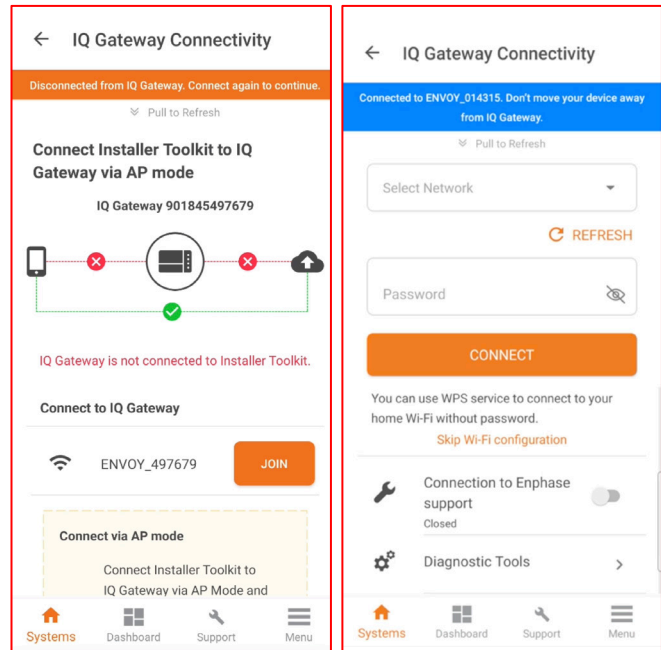 IQ Gateway Connectivity
Disconnected from IQ Gateway. Connect again to continue.
Pull to Refresh
Connect Installer Toolkit to IQ
Gateway via AP mode
IQ Gateway 901845497679
IQ Gateway is not connected to Installer Toolkit.
Connect to IQ Gateway
ENVOY_497679
JOIN
Connect via AP mode
Connect Installer Toolkit to
IQ Gateway via AP Mode and
Systems
Dashboard
Support
Menu
IQ Gateway Connectivity
Connected to ENVOY_014315. Don't move your device away
from IQ Gateway.
Pull to Refresh
Select Network
REFRESH
Password
CONNECT
You can use WPS service to connect to your
home Wi-Fi without password.
Skip Wi-Fi configuration
Connection to Enphase
support
Closed
Diagnostic Tools
Systems
Dashboard
Support
Menu